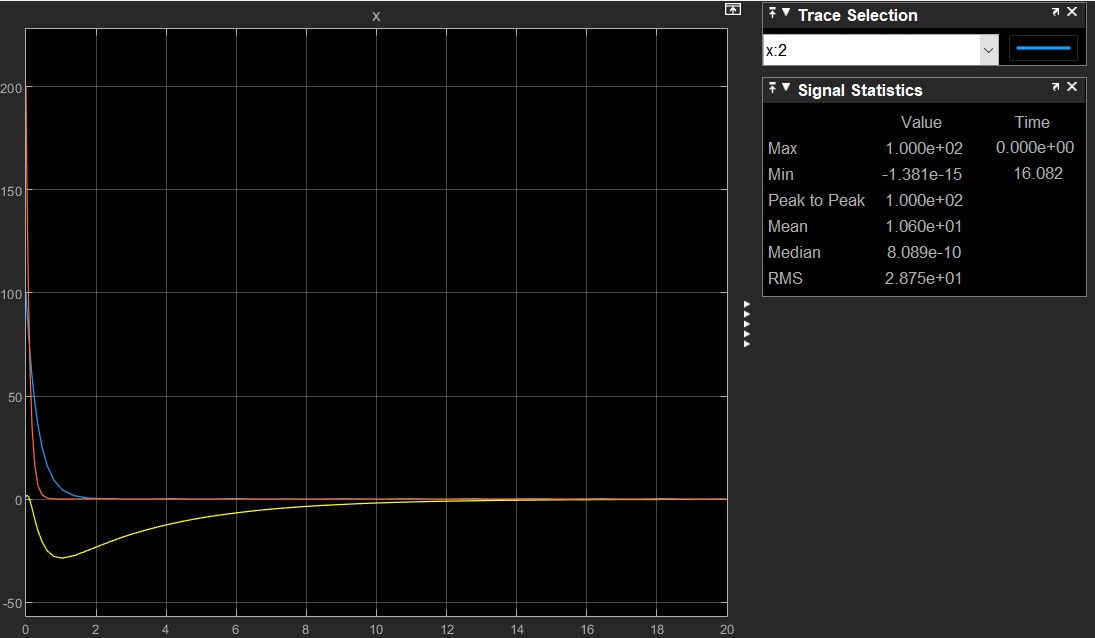 x
200
150
100
50
0
-50
0 2 4 6 8 10 12 14 16 18 20
Trace Selection
x:2
Signal Statistics
Value Time
Max 1.000e+02 0.000e+00
Min -1.381e-15 16.082
Peak to Peak 1.000e+02
Mean 1.060e+01
Median 8.089e-10
RMS 2.875e+01